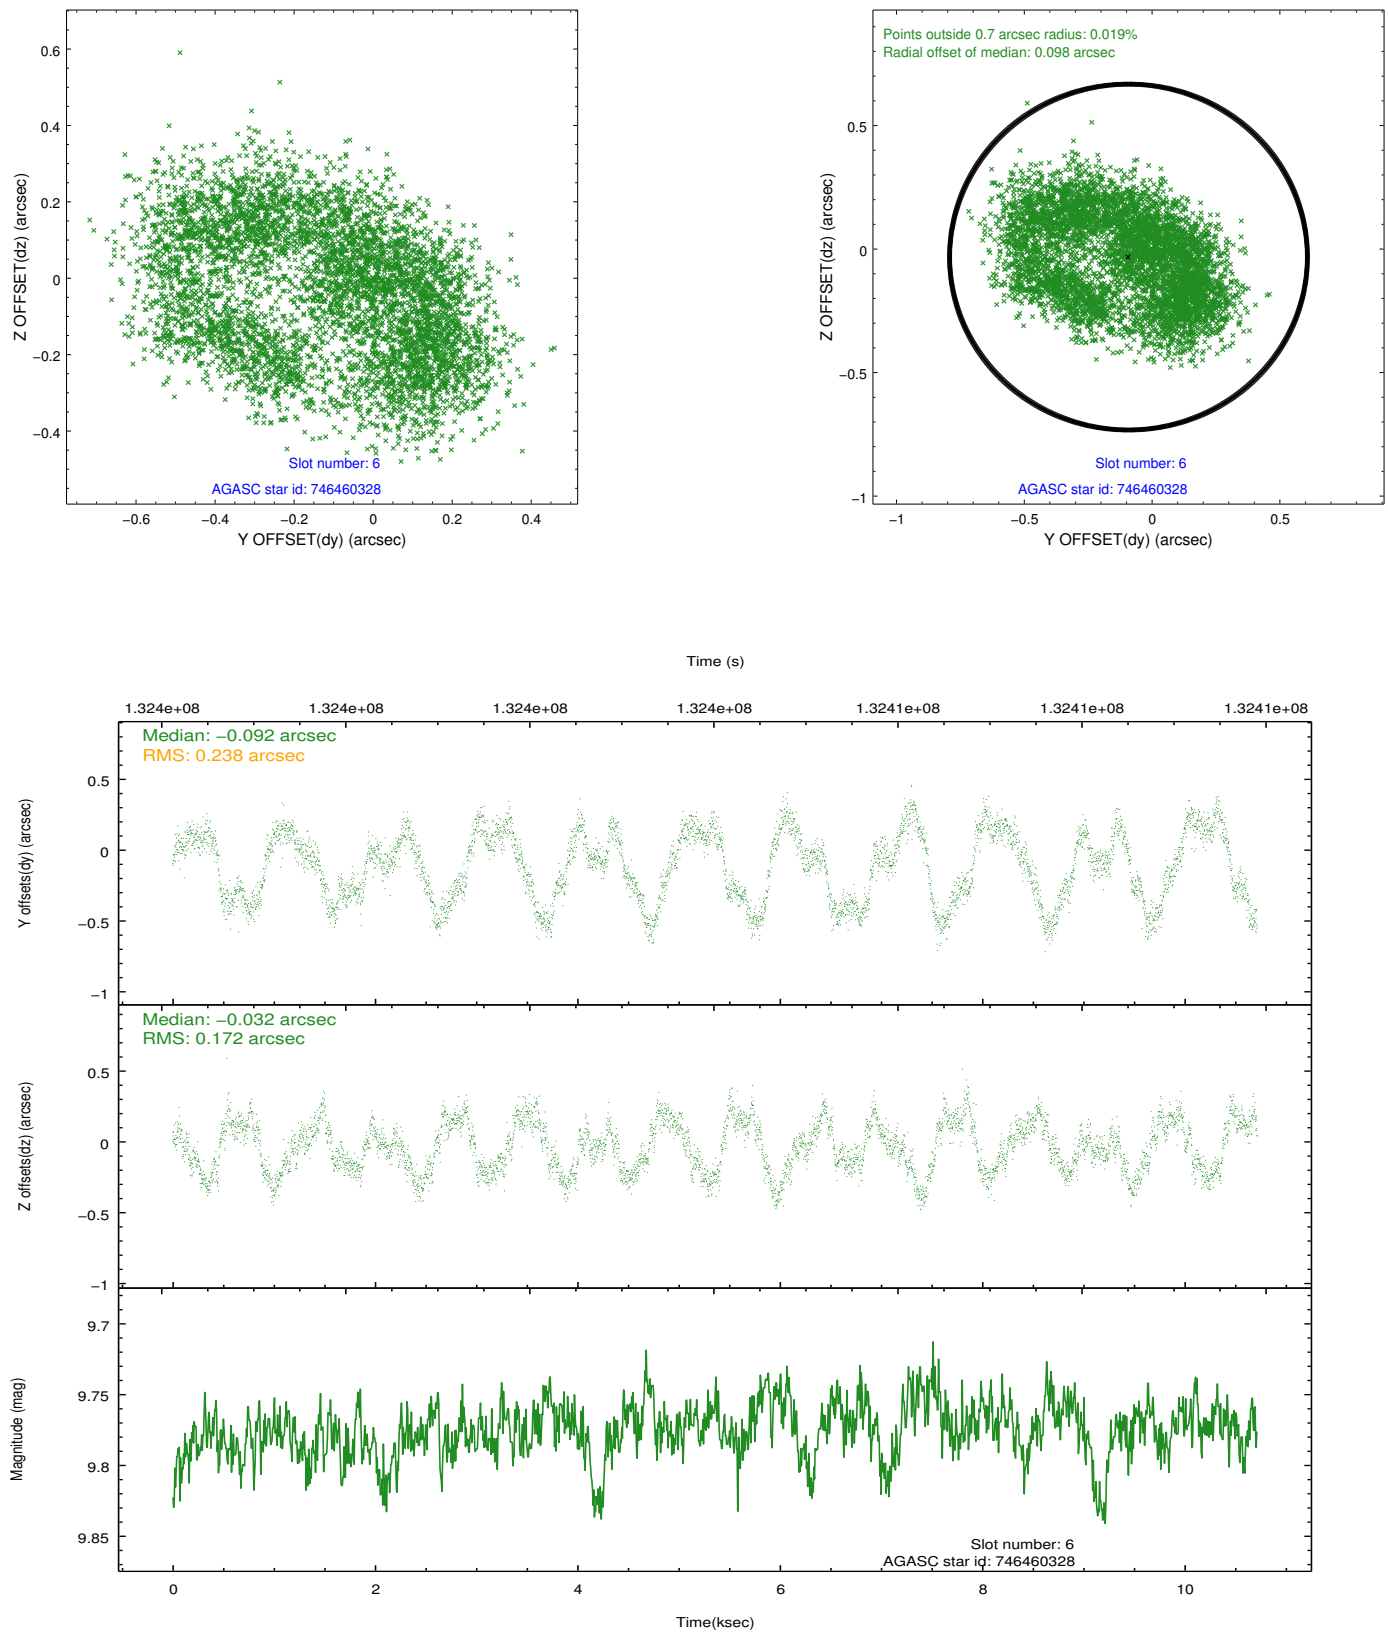 0.6
0.4
0.2
0
−0.2
−0.4
−0.6
−0.4
−0.2
0
0.2
0.4
Z OFFSET(dz) (arcsec)
Y OFFSET(dy) (arcsec)
Slot number: 6
AGASC star id: 746460328
Points outside 0.7 arcsec radius: 0.019%
Radial offset of median: 0.098 arcsec
0.5
0
−0.5
−1
−1
−0.5
0
0.5
Z OFFSET(dz) (arcsec)
Y OFFSET(dy) (arcsec)
Slot number: 6
AGASC star id: 746460328
Time (s)
1.324e+08 1.324e+08 1.324e+08 1.324e+08 1.3241e+08 1.3241e+08 1.3241e+08
Median: −0.092 arcsec
RMS: 0.238 arcsec
0.5
0
−0.5
−1
Y offsets(dy) (arcsec)
Median: −0.032 arcsec
RMS: 0.172 arcsec
0.5
0
−0.5
−1
Z offsets(dz) (arcsec)
9.7
9.75
9.8
9.85
Magnitude (mag)
Slot number: 6
AGASC star id: 746460328
0 2 4 6 8 10
Time(ksec)